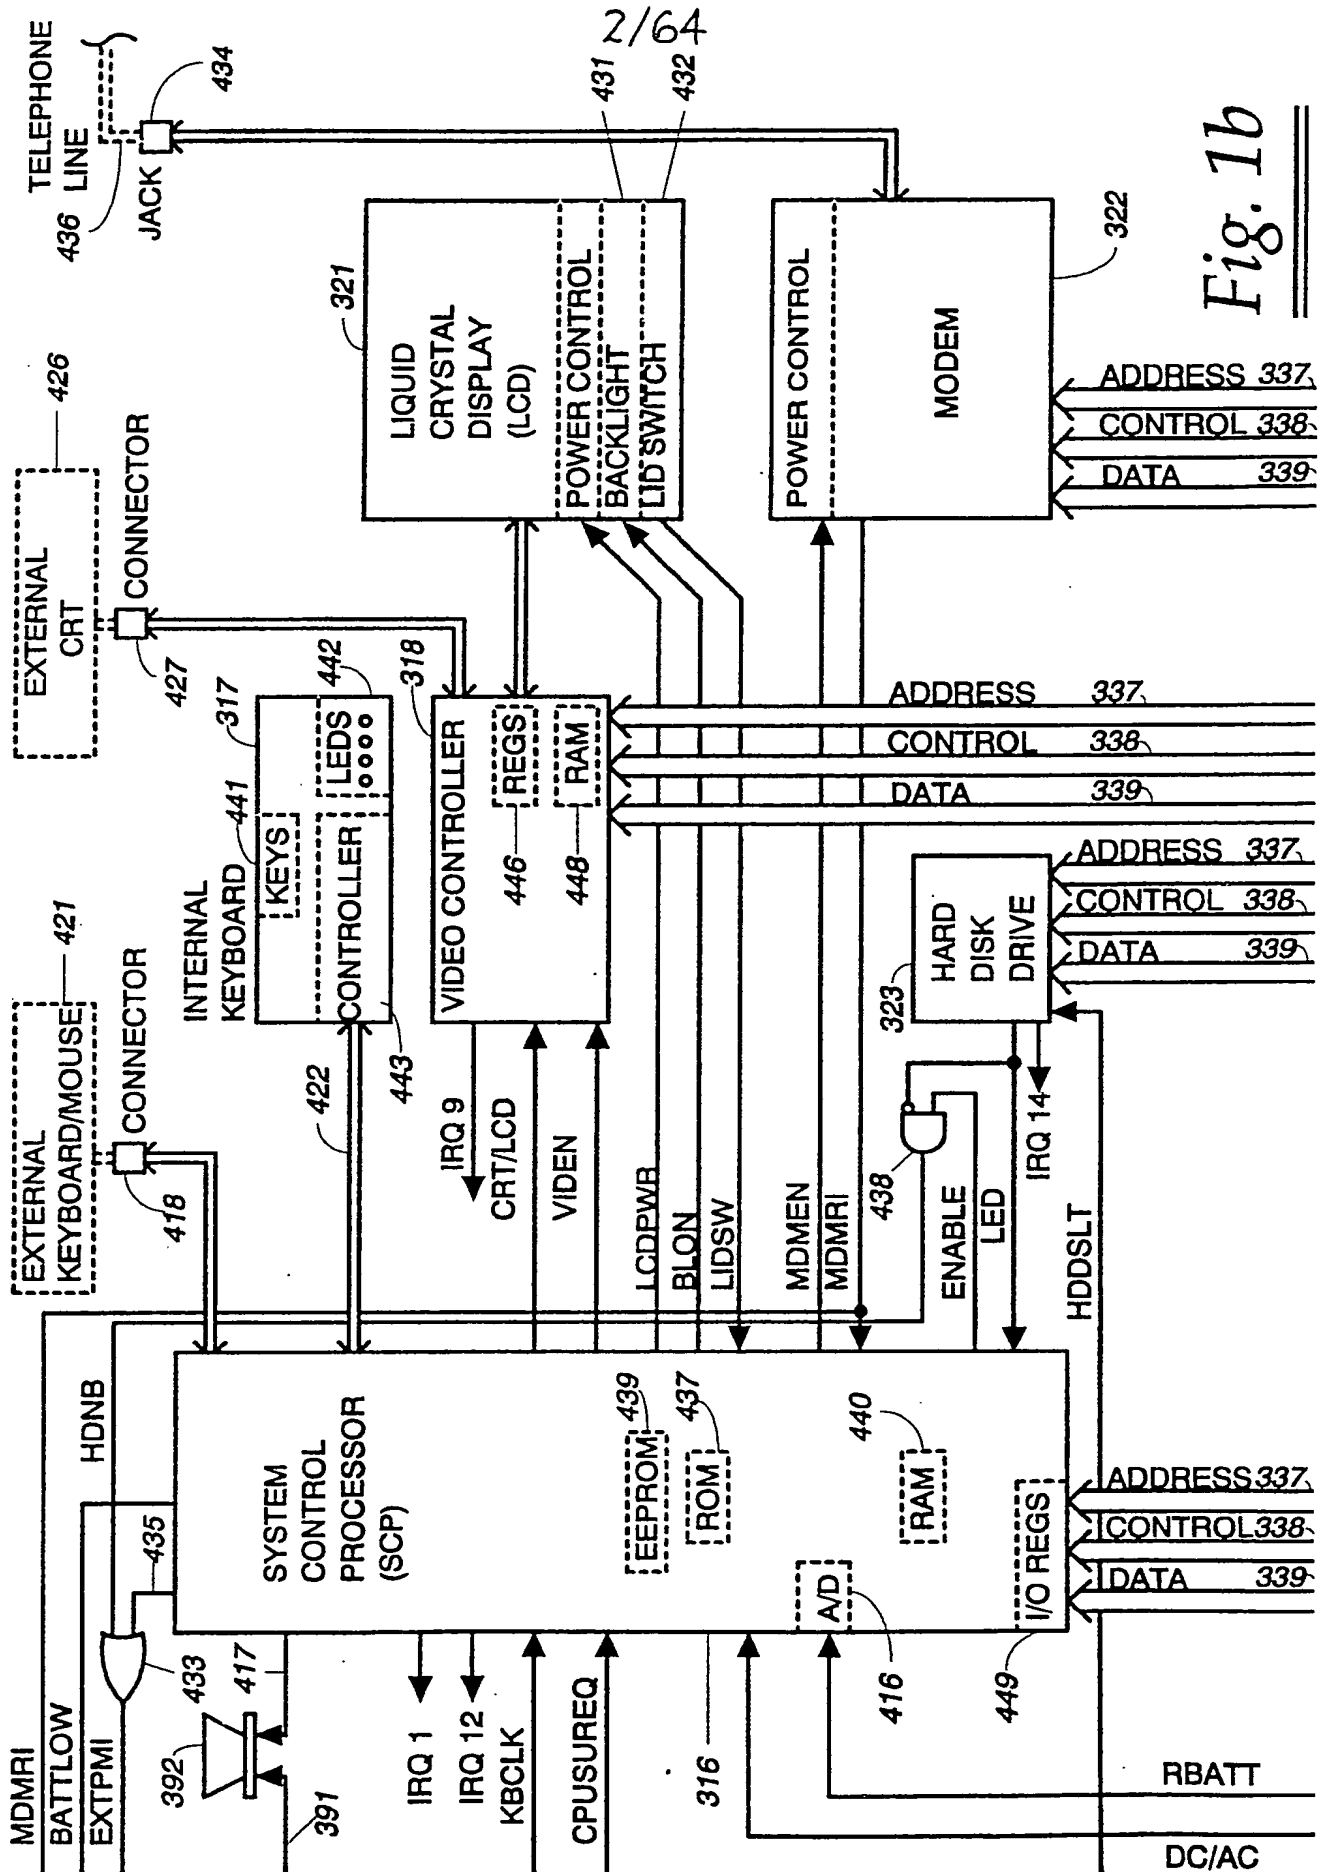 2/64
TELEPHONE
LINE
436
JACK
434
EXTERNAL
CRT
426
CONNECTOR
427
EXTERNAL
KEYBOARD/MOUSE
421
CONNECTOR
418
INTERNAL
KEYBOARD
441
317
KEYS
LEDS
442
CONTROLLER
443
422
LIQUID
CRYSTAL
DISPLAY
(LCD)
321
POWER CONTROL
BACKLIGHT
LID SWITCH
431
432
VIDEO CONTROLLER
318
REGS
446
RAM
448
ADDRESS 337
CONTROL 338
DATA 339
IRQ 9
CRT/LCD
VIDEN
LCDPWR
BLON
LIDSW
MDMEN
MDMRI
POWER CONTROL
MODEM
322
ADDRESS 337
CONTROL 338
DATA 339
HARD
DISK
DRIVE
323
ADDRESS 337
CONTROL 338
DATA 339
438
ENABLE
LED
IRQ 14
HDDSLT
MDMRI
BATTLOW
EXTPMI
HDNB
435
433
417
392
391
SYSTEM
CONTROL
PROCESSOR
(SCP)
EEPROM
439
ROM
437
RAM
440
A/D
416
I/O REGS
449
316
IRQ 1
IRQ 12
KBCLK
CPUSUREQ
ADDRESS 337
CONTROL 338
DATA 339
RBATT
DC/AC
Fig. 1b